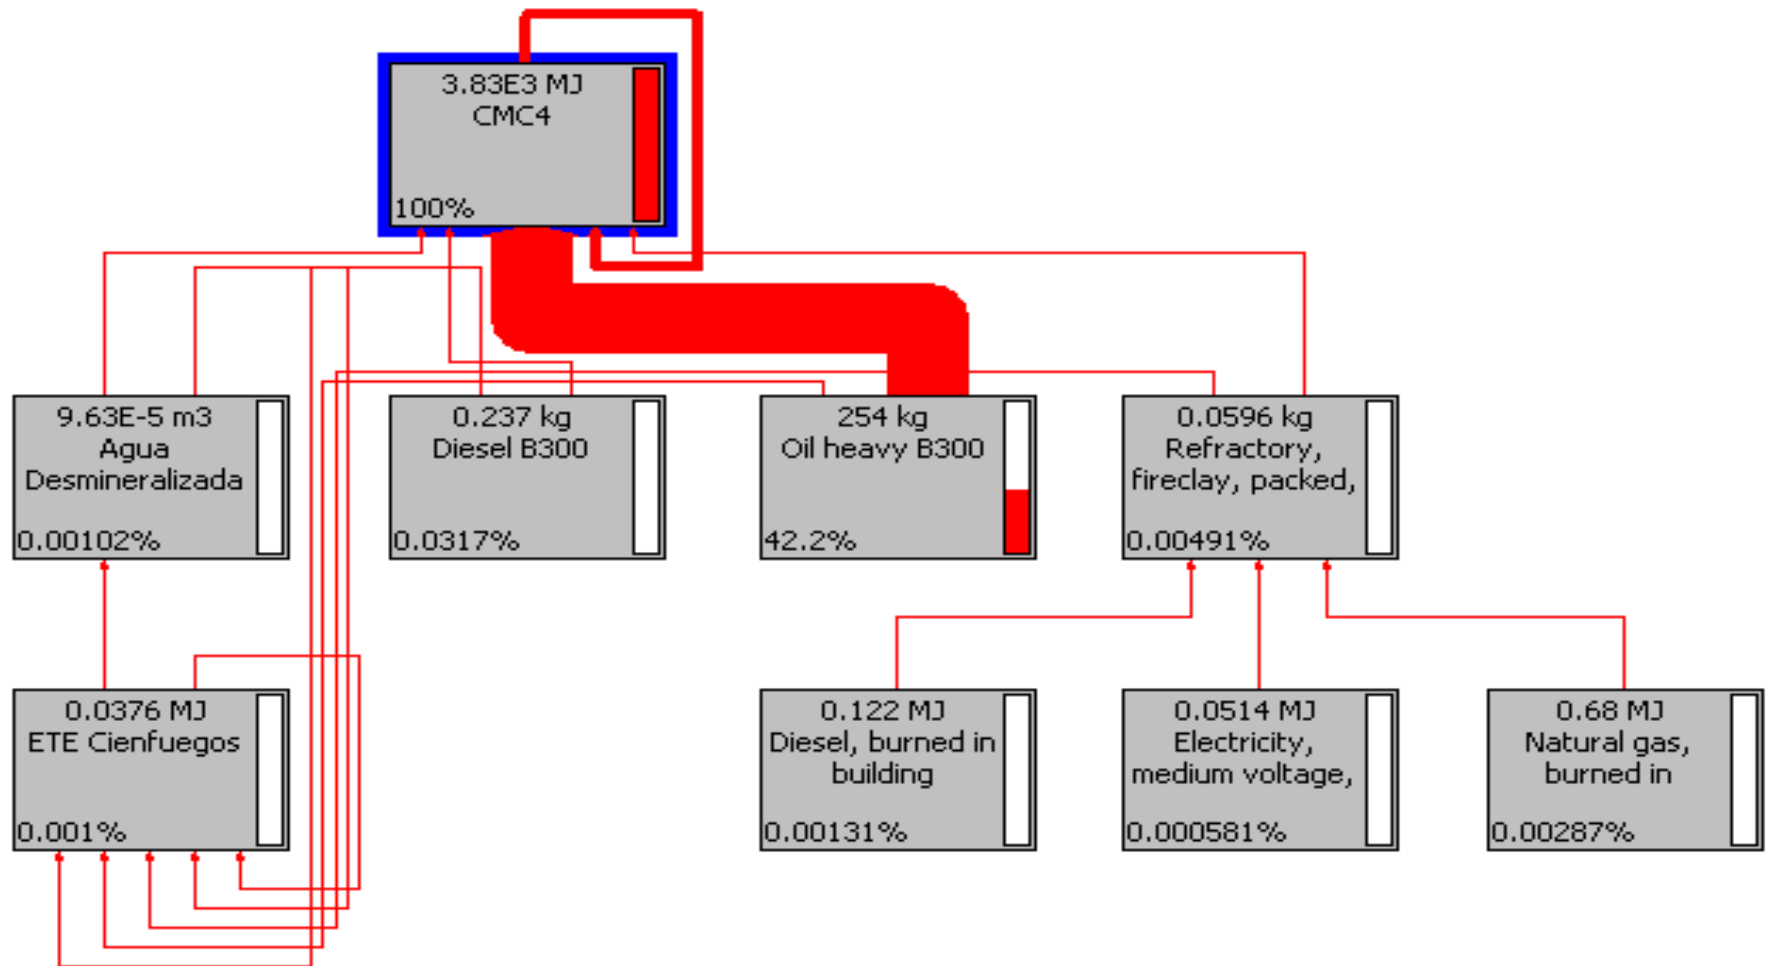 3.83E3 MJ
CMC4
100%
9.63E-5 m3
Agua
Desmineralizada
0.00102%
0.237 kg
Diesel B300
0.0317%
254 kg
Oil heavy B300
42.2%
0.0596 kg
Refractory,
fireclay, packed,
0.00491%
0.0376 MJ
ETE Cienfuegos
0.001%
0.122 MJ
Diesel, burned in
building
0.00131%
0.0514 MJ
Electricity,
medium voltage,
0.000581%
0.68 MJ
Natural gas,
burned in
0.00287%